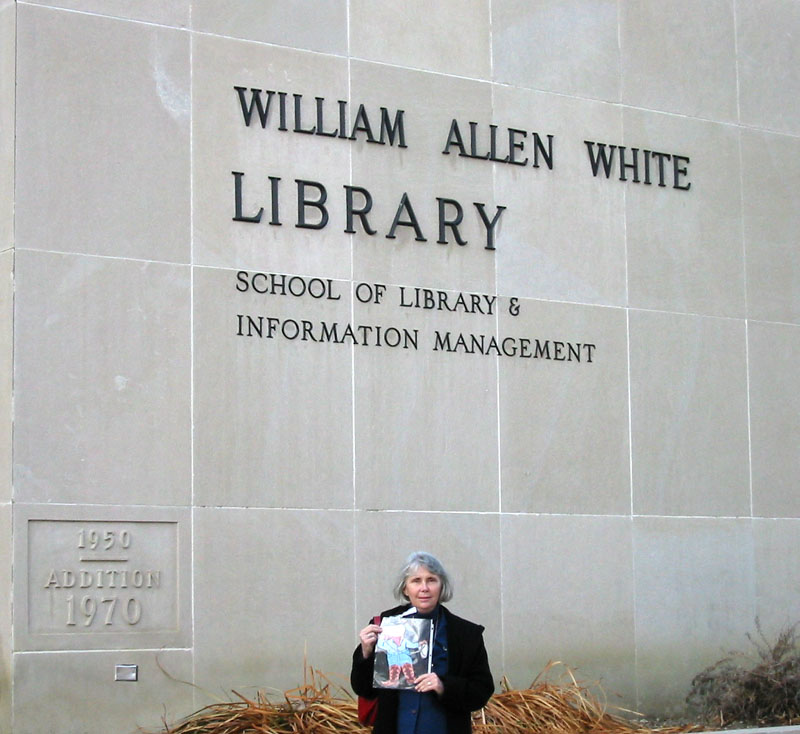 WILLIAM ALLEN WHITE
LIBRARY
SCHOOL OF LIBRARY &
INFORMATION MANAGEMENT
1950
ADDITION
1970